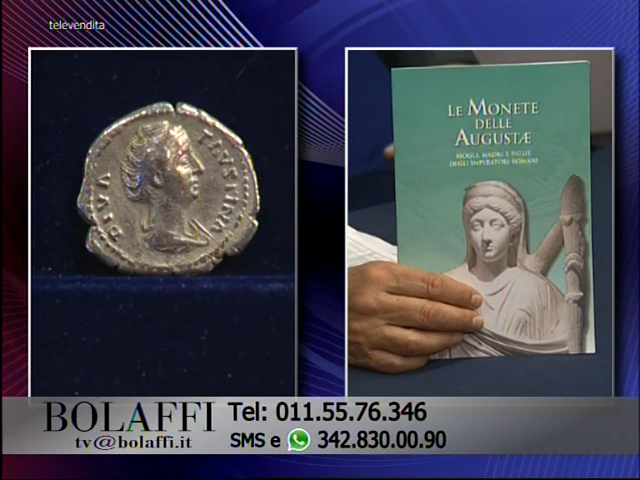 televendita
DIVA FAVSTINA
LE MONETE
DELLE
AUGUSTÆ
MOGLI, MADRI E FIGLIE
DEGLI IMPERATORI ROMANI
BOLAFFI
tv@bolaffi.it
Tel: 011.55.76.346
SMS e 342.830.00.90